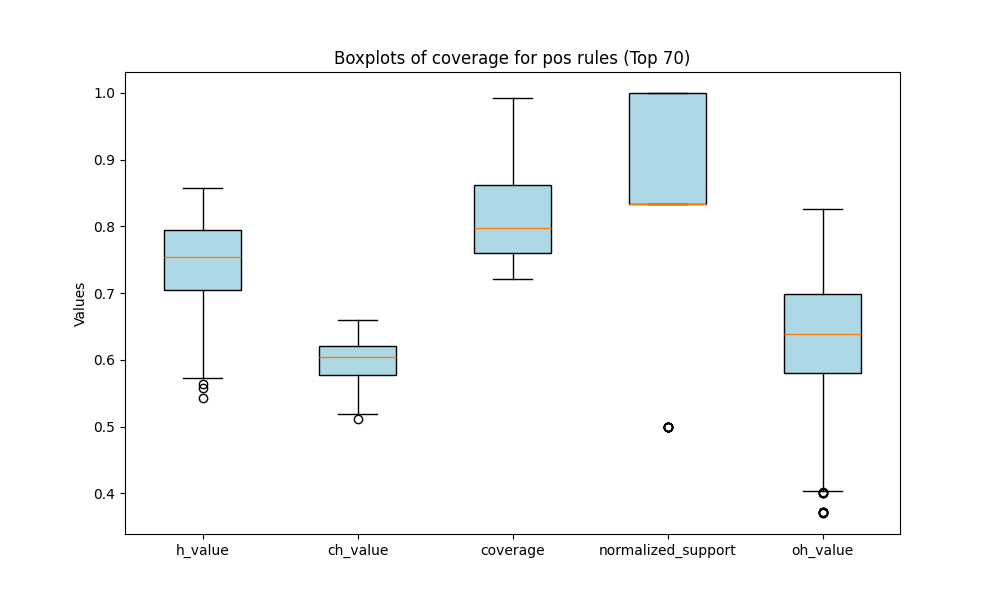 Boxplots of coverage for pos rules (Top 70)
1.0
0.9
0.8
0.7
0.6
0.5
0.4
Values
h_value
ch_value
coverage
normalized_support
oh_value